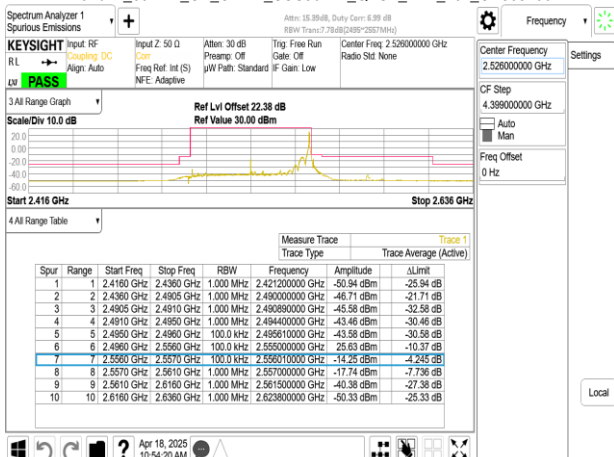 Spectrum Analyzer 1
Spurious Emissions
Attn: 15.39dB, Duty Corr: 6.99 dB
RBW Trans:7.78dB(2495~2557MHz)
Frequency
KEYSIGHT
RL
PASS
Input: RF
Coupling: DC
Align: Auto
Input Z: 50 Ω
Corr
Freq Ref: Int (S)
NFE: Adaptive
Atten: 30 dB
Preamp: Off
µW Path: Standard
Trig: Free Run
Gate: Off
IF Gain: Low
Center Freq: 2.526000000 GHz
Radio Std: None
Center Frequency
2.526000000 GHz
Settings
CF Step
4.399000000 GHz
Auto
Man
Freq Offset
0 Hz
3 All Range Graph
Scale/Div 10.0 dB
Ref Lvl Offset 22.38 dB
Ref Value 30.00 dBm
20.0
0.00
-20.0
-40.0
-60.0
Start 2.416 GHz
Stop 2.636 GHz
4 All Range Table
Measure Trace Trace 1
Trace Type Trace Average (Active)
Spur Range Start Freq Stop Freq RBW Frequency Amplitude ΔLimit
1 1 2.4160 GHz 2.4360 GHz 1.000 MHz 2.421200000 GHz -50.94 dBm -25.94 dB
2 2 2.4360 GHz 2.4905 GHz 1.000 MHz 2.490000000 GHz -46.71 dBm -21.71 dB
3 3 2.4905 GHz 2.4910 GHz 1.000 MHz 2.490890000 GHz -45.58 dBm -32.58 dB
4 4 2.4910 GHz 2.4950 GHz 1.000 MHz 2.494400000 GHz -43.46 dBm -30.46 dB
5 5 2.4950 GHz 2.4960 GHz 100.0 kHz 2.495610000 GHz -43.58 dBm -30.58 dB
6 6 2.4960 GHz 2.5560 GHz 100.0 kHz 2.555000000 GHz 25.63 dBm -10.37 dB
7 7 2.5560 GHz 2.5570 GHz 100.0 kHz 2.556010000 GHz -14.25 dBm -4.245 dB
8 8 2.5570 GHz 2.5610 GHz 1.000 MHz 2.557000000 GHz -17.74 dBm -7.736 dB
9 9 2.5610 GHz 2.6160 GHz 1.000 MHz 2.561500000 GHz -40.38 dBm -27.38 dB
10 10 2.6160 GHz 2.6360 GHz 1.000 MHz 2.623800000 GHz -50.33 dBm -25.33 dB
Local
Apr 18, 2025
10:54:20 AM